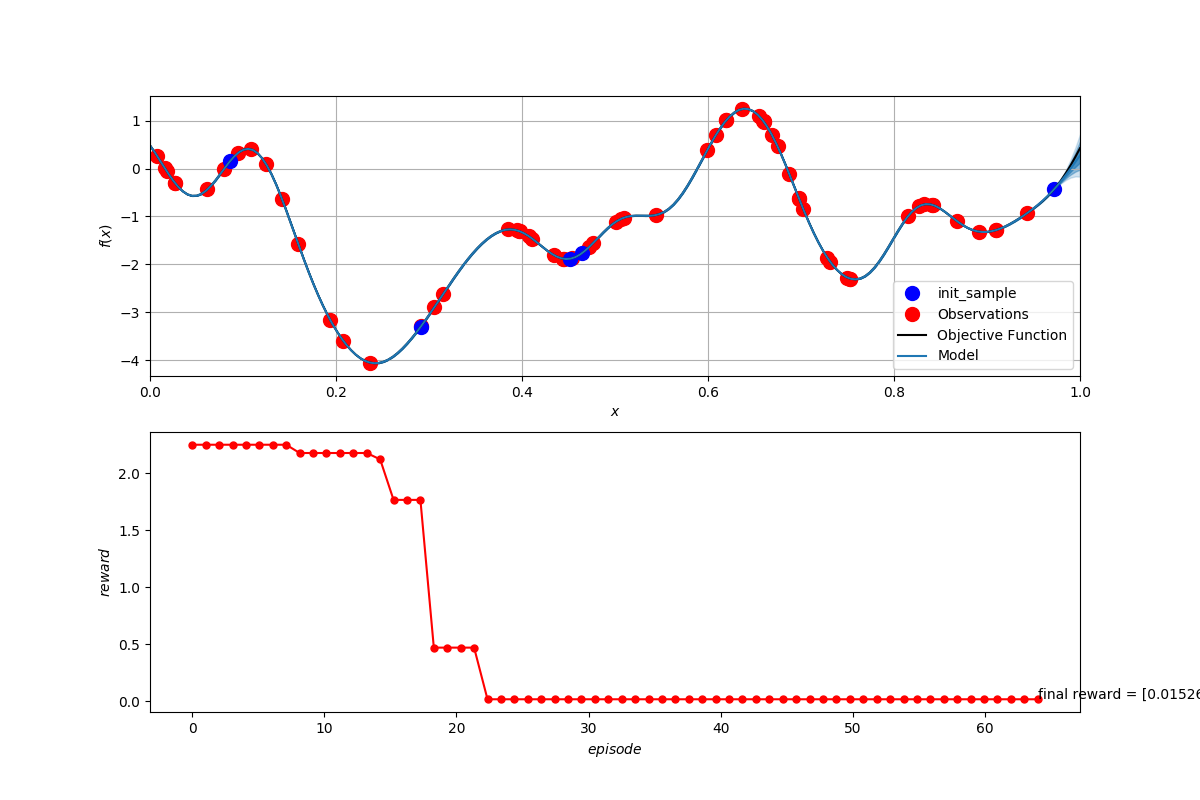 1
0
−1
−2
−3
−4
f(x)
0.0 0.2 0.4 0.6 0.8 1.0
x
init_sample
Observations
Objective Function
Model
2.0
1.5
1.0
0.5
0.0
reward
final reward = [0.01526
0 10 20 30 40 50 60
episode